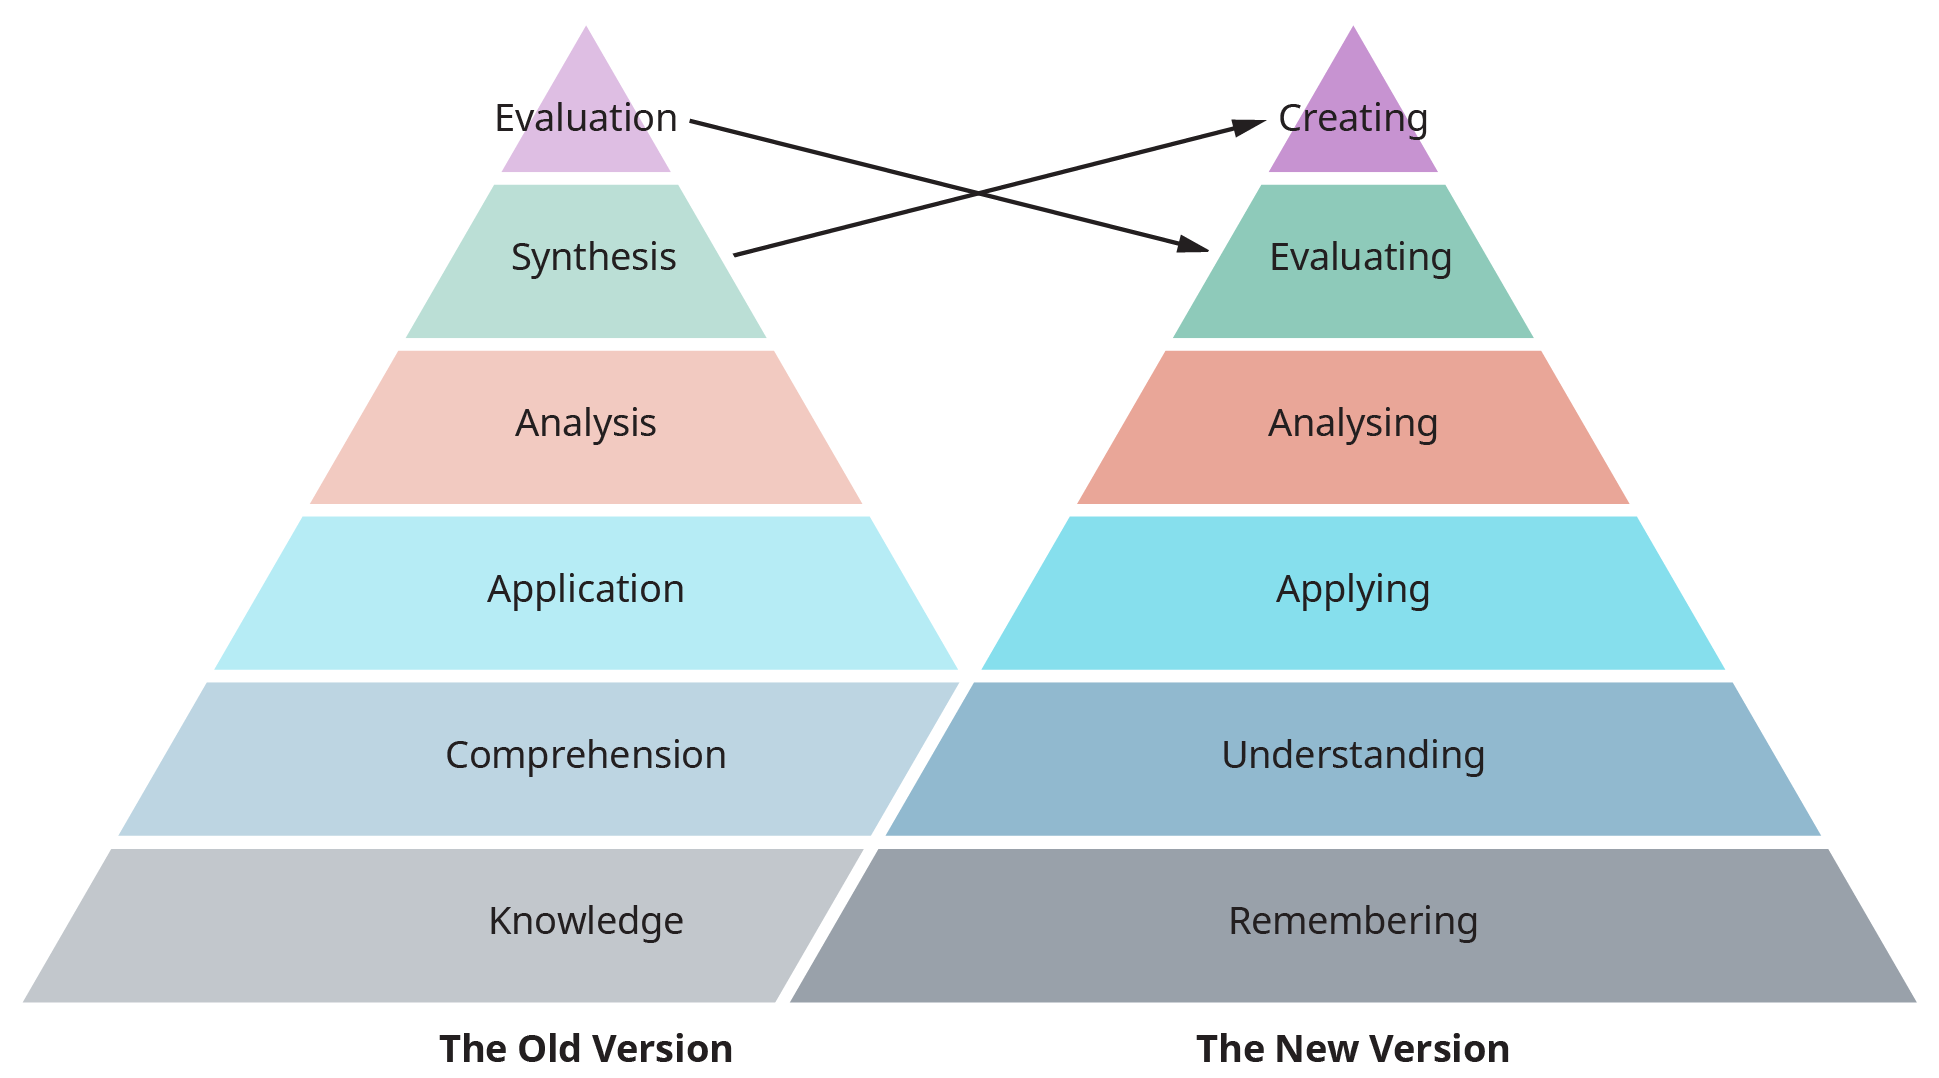 Evaluation
Synthesis
Analysis
Application
Comprehension
Knowledge
The Old Version
Creating
Evaluating
Analysing
Applying
Understanding
Remembering
The New Version